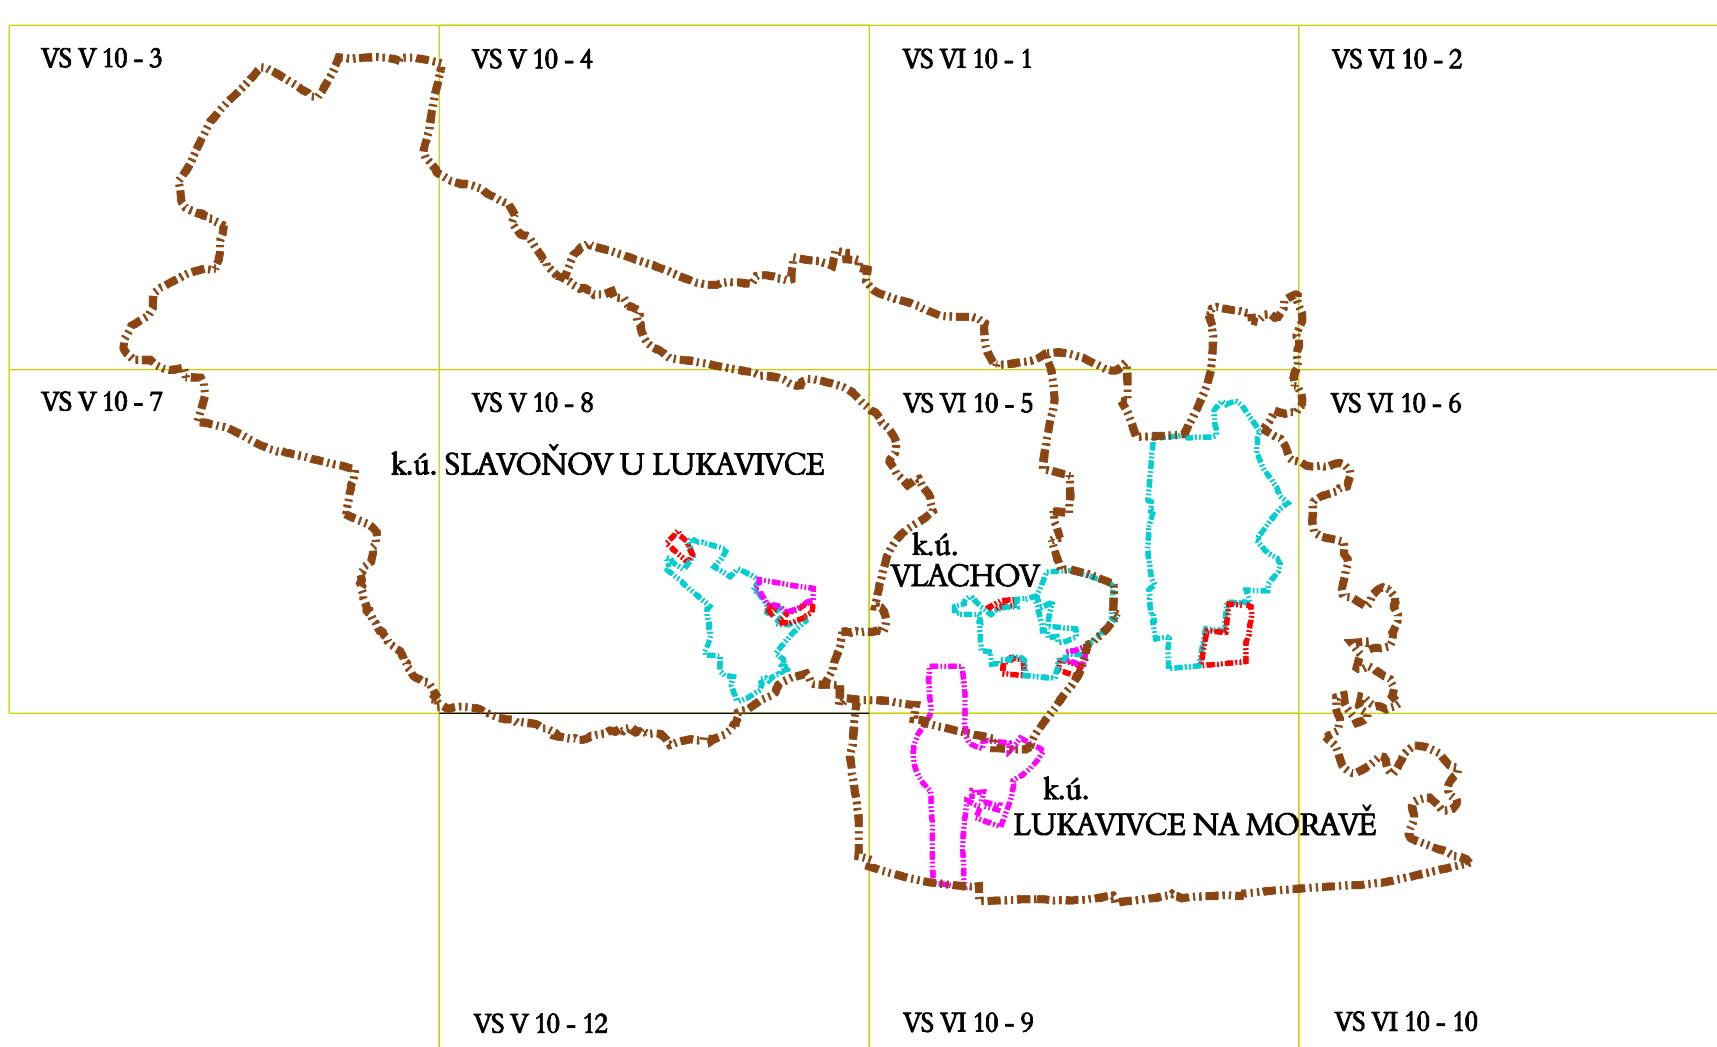 VS V 10 - 3
VS V 10 - 4
VS VI 10 - 1
VS VI 10 - 2
VS V 10 - 7
VS V 10 - 8
VS VI 10 - 5
VS VI 10 - 6
k.ú. SLAVOŇOV U LUKAVIVCE
k.ú.
VLACHOV
k.ú.
LUKAVIVCE NA MORAVĚ
VS V 10 - 12
VS VI 10 - 9
VS VI 10 - 10